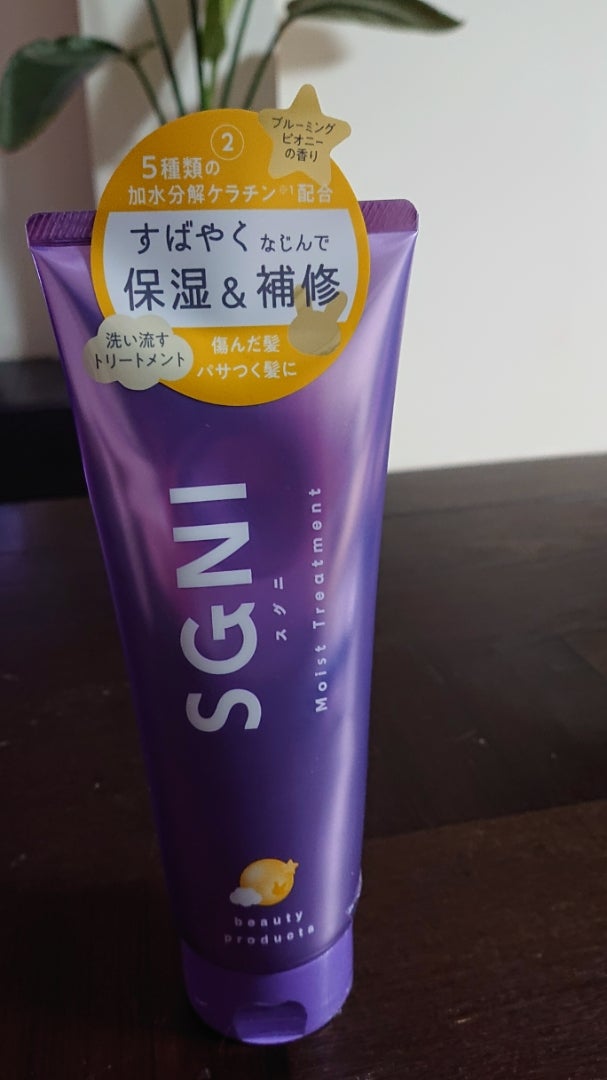 ②
5種類の
加水分解ケラチン※1配合
ブルーミング
ピオニー
の香り
すばやくなじんで
保湿&補修
洗い流す
トリートメント
傷んだ髪
パサつく髪に
SGNI
スグニ
Moist Treatment
beauty
products